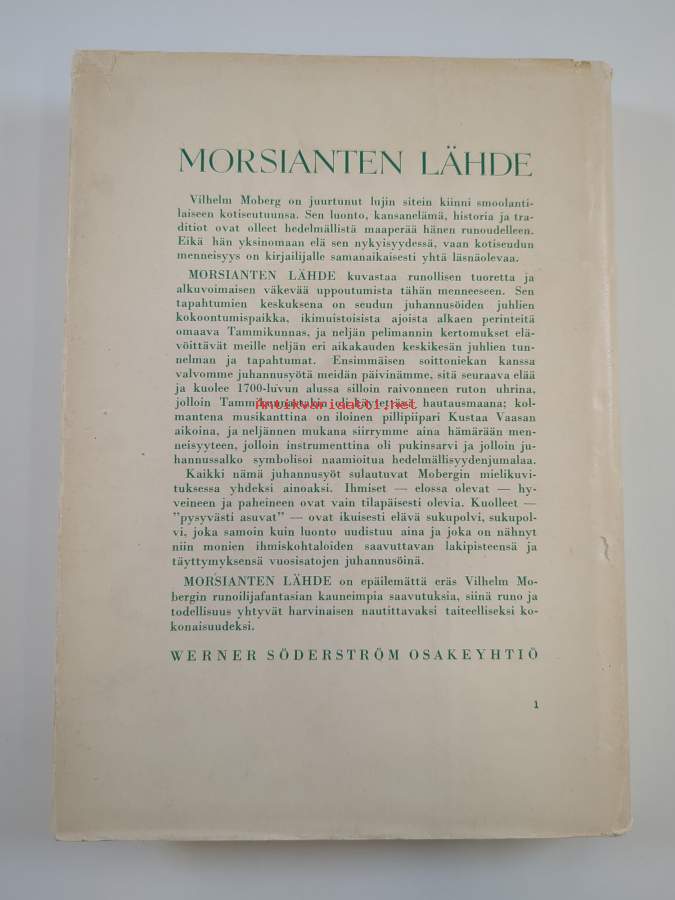 MORSIANTEN LÄHDE
Vilhelm Moberg on juurtunut lujin sitein kiinni smoolanti-
laiseen kotiseutuunsa. Sen luonto, kansanelämä, historia ja tra-
ditiot ovat olleet hedelmällistä maaperää hänen runoudelleen.
Eikä hän yksinomaan elä sen nykyisyydessä, vaan kotiseudun
menneisyys on kirjailijalle samanaikaisesti yhtä läsnäolevaa.
MORSIANTEN LÄHDE kuvastaa runollisen tuoretta ja
alkuvoimaisen väkevää uppoutumista tähän menneeseen. Sen
tapahtumien keskuksena on seudun juhannusöiden juhlien
kokoontumispaikka, ikimuistoisista ajoista alkaen perinteitä
omaava Tammikunnas, ja neljän pelimannin kertomukset elä-
vöittävät meille neljän eri aikakauden keskikesän juhlien tun-
nelman ja tapahtumat. Ensimmäisen soittoniekan kanssa
valvomme juhannusyötä meidän päivinämme, sitä seuraava elää
ja kuolee 1700-luvun alussa silloin raivonneen ruton uhrina,
jolloin Tammikunnastakin oli käytettävä hautausmaana; kol-
Antikvariaatti.net
mantena musikanttina on iloinen pillipiipari Kustaa Vaasan
aikoina, ja neljännen mukana siirrymme aina hämärään men-
neisyyteen, jolloin instrumenttina oli pukinsarvi ja jolloin ju-
hannussalko symbolisoi naamioitua hedelmällisyydenjumalaa.
Kaikki nämä juhannusyöt sulautuvat Mobergin mielikuvi-
tuksessa yhdeksi ainoaksi. Ihmiset — elossa olevat — hy-
veineen ja paheineen ovat vain tilapäisesti olevia. Kuolleet —
"pysyvästi asuvat" — ovat ikuisesti elävä sukupolvi, sukupol-
vi, joka samoin kuin luonto uudistuu aina ja joka on nähnyt
niin monien ihmiskohtaloiden saavuttavan lakipisteensä ja
täyttymyksensä vuosisatojen juhannusöinä.
MORSIANTEN LÄHDE on epäilemättä eräs Vilhelm Mo-
bergin runoilijafantasian kauneimpia saavutuksia, siinä runo ja
todellisuus yhtyvät harvinaisen nautittavaksi taiteelliseksi ko-
konaisuudeksi.
WERNER SÖDERSTRÖM OSAKEYHTIÖ
1